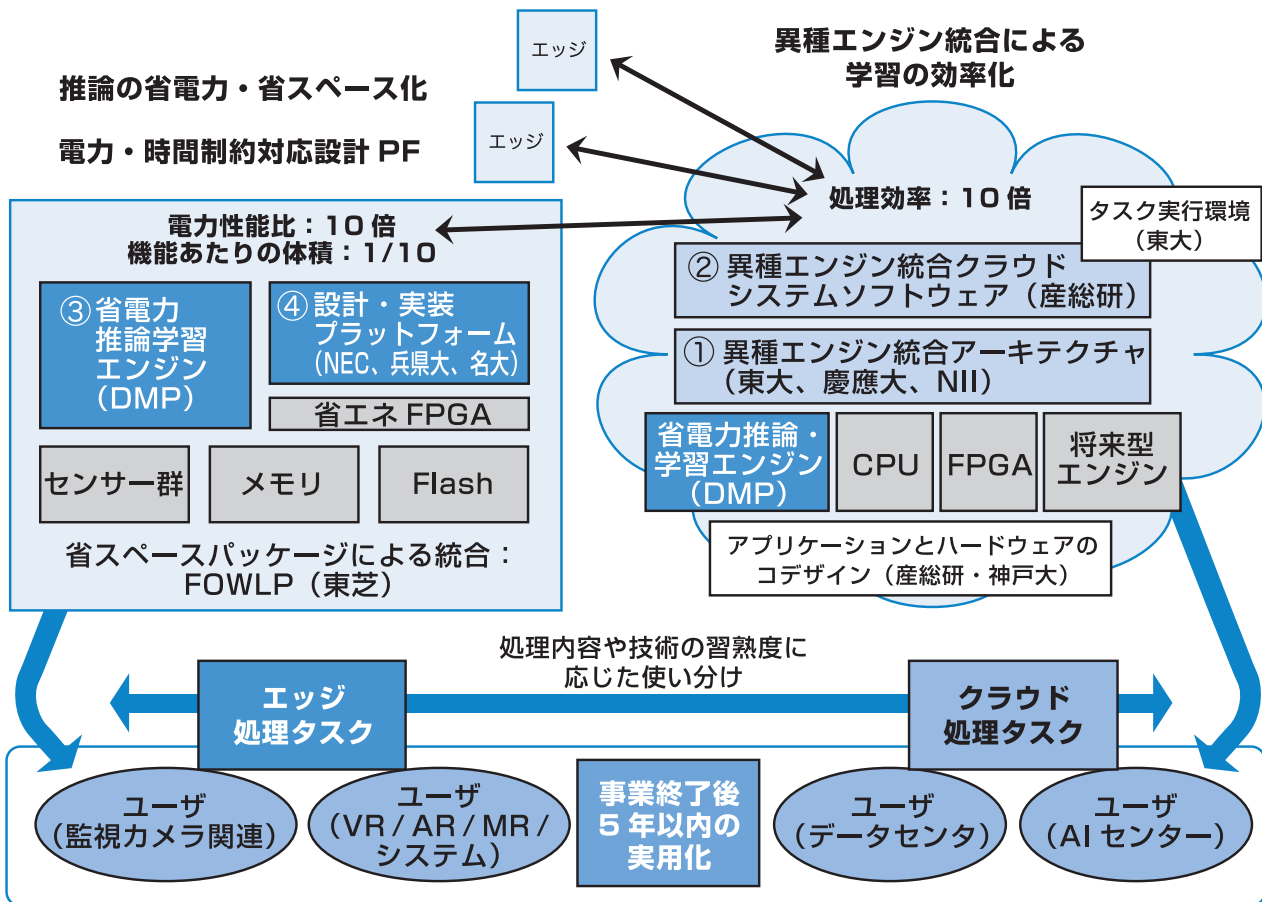 エッジ
異種エンジン統合による
学習の効率化
推論の省電力・省スペース化
エッジ
電力・時間制約対応設計 PF
処理効率：10 倍
タスク実行環境
（東大）
電力性能比：10 倍
機能あたりの体積：1/10
② 異種エンジン統合クラウド
システムソフトウェア（産総研）
③ 省電力
推論学習
エンジン
（DMP）
④ 設計・実装
プラットフォーム
（NEC、兵県大、名大）
① 異種エンジン統合アーキテクチャ
（東大、慶應大、NII）
省エネ FPGA
省電力推論・
学習エンジン
（DMP）
CPU
FPGA
将来型
エンジン
センサー群
メモリ
Flash
アプリケーションとハードウェアの
コデザイン（産総研・神戸大）
省スペースパッケージによる統合：
FOWLP（東芝）
処理内容や技術の習熟度に
応じた使い分け
エッジ
処理タスク
クラウド
処理タスク
ユーザ
（監視カメラ関連）
ユーザ
（VR / AR / MR /
システム）
事業終了後
5 年以内の
実用化
ユーザ
（データセンタ）
ユーザ
（AI センター）